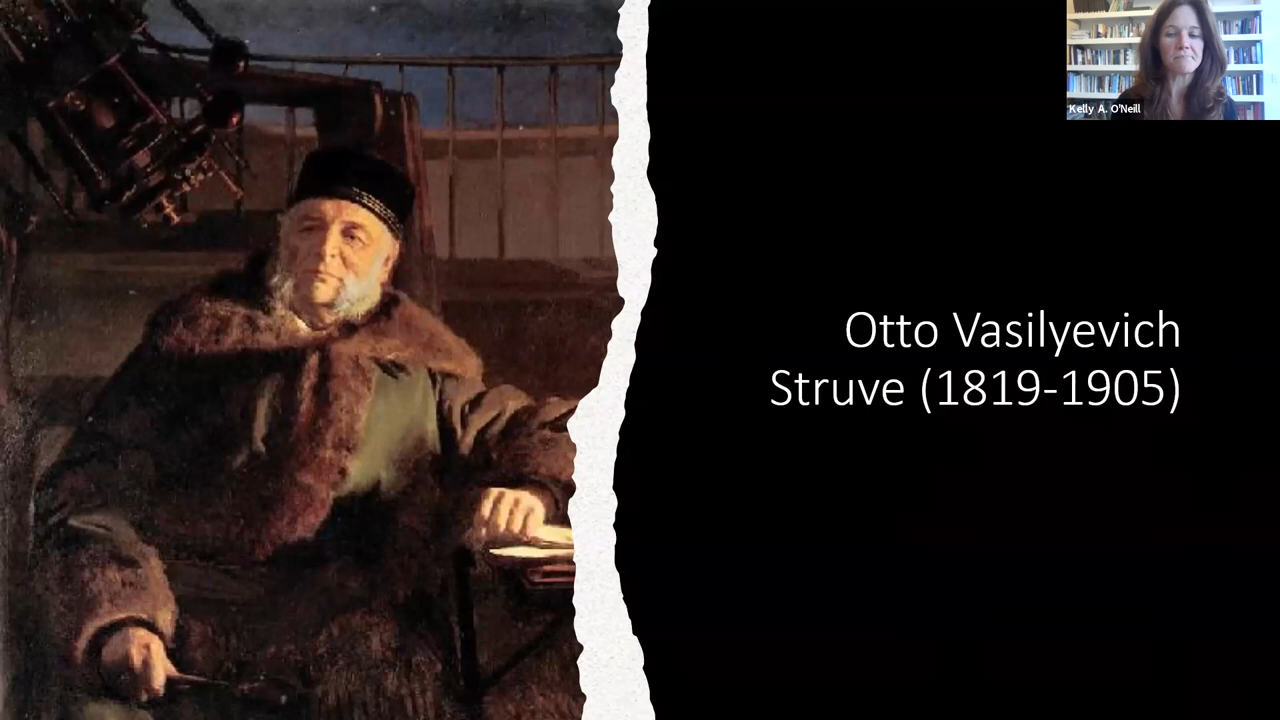 Kelly A. O'Neill
Otto Vasilyevich
Struve (1819-1905)